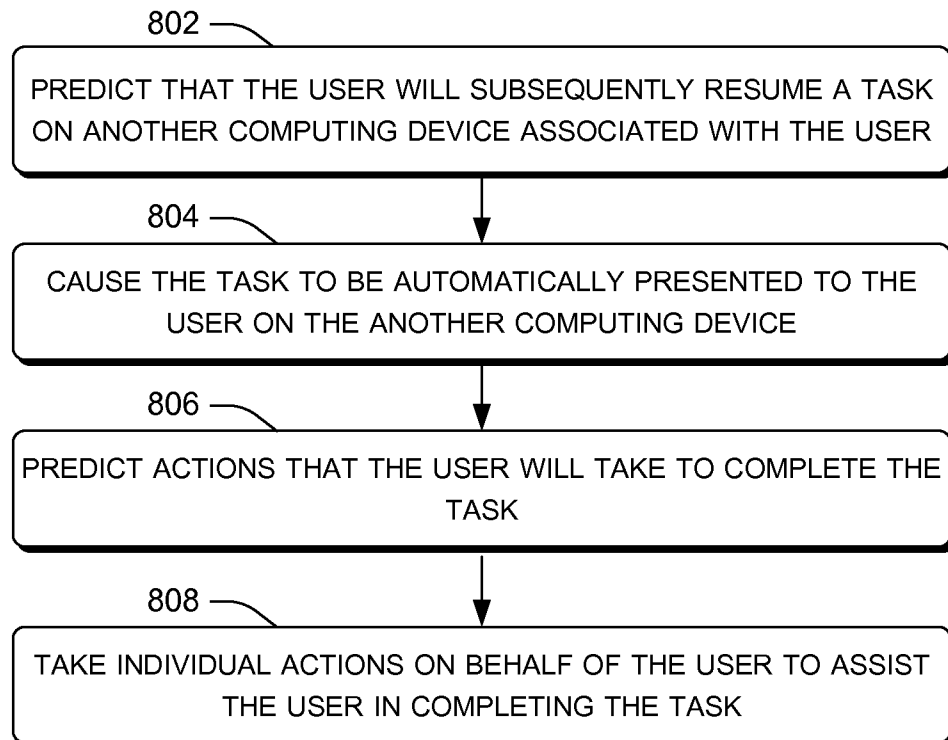 802
PREDICT THAT THE USER WILL SUBSEQUENTLY RESUME A TASK
ON ANOTHER COMPUTING DEVICE ASSOCIATED WITH THE USER
804
CAUSE THE TASK TO BE AUTOMATICALLY PRESENTED TO THE
USER ON THE ANOTHER COMPUTING DEVICE
806
PREDICT ACTIONS THAT THE USER WILL TAKE TO COMPLETE THE
TASK
808
TAKE INDIVIDUAL ACTIONS ON BEHALF OF THE USER TO ASSIST
THE USER IN COMPLETING THE TASK